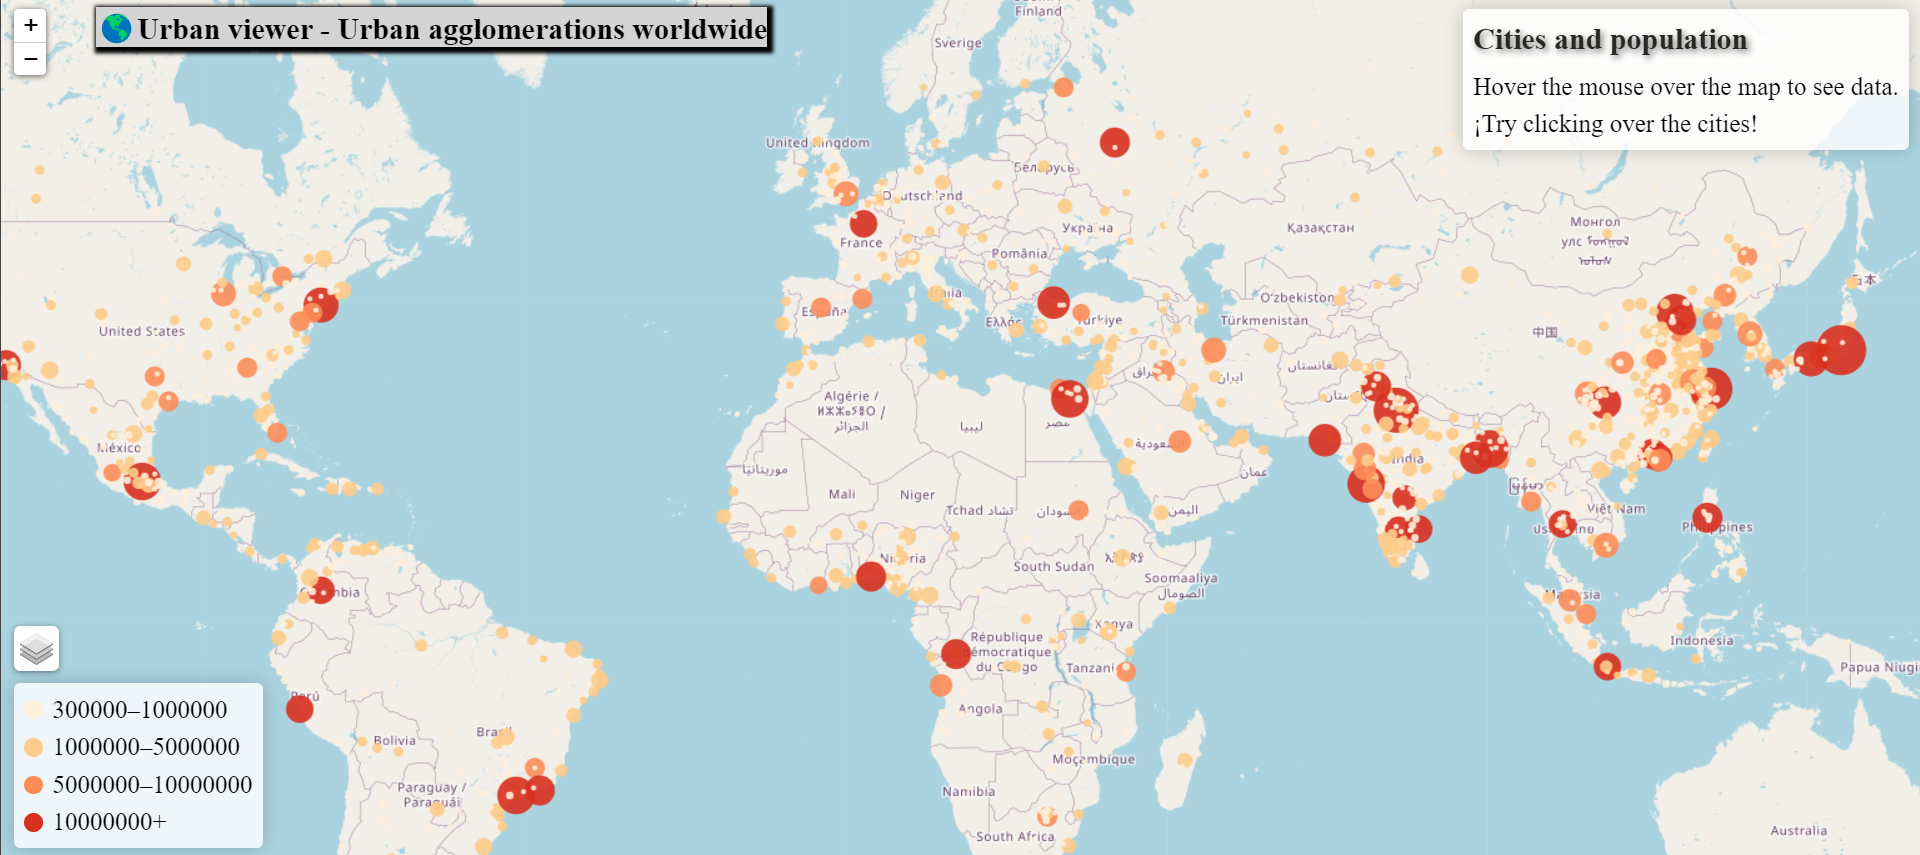 +
−
Urban viewer - Urban agglomerations worldwide
Cities and population
Hover the mouse over the map to see data.
¡Try clicking over the cities!
Finland
Sverige
United Kingdom
Беларусь
Deutschland
Україна
France
România
Italia
España
Ελλάς
Türkiye
Қазақстан
Монгол
улс
O'zbekiston
Türkmenistan
中国
日本
United States
México
Algérie /
ⵍⵣⵣⴰⵢⴻⵔ /
الجزائر
ليبيا
مصر
العراق
ایران
افغانستان
السعودية
عمان
اليمن
موريتانيا
Mali
Niger
Tchad تشاد
السودان
Nigeria
South Sudan
Soomaaliya
الصومال
India
Việt Nam
Philippines
Malaysia
Indonesia
Papua Niugini
Colombia
Perú
Brasil
Bolivia
Paraguay /
Paraguái
République
démocratique
du Congo
Kenya
Tanzania
Angola
Moçambique
Namibia
South Africa
Australia
300000–1000000
1000000–5000000
5000000–10000000
10000000+